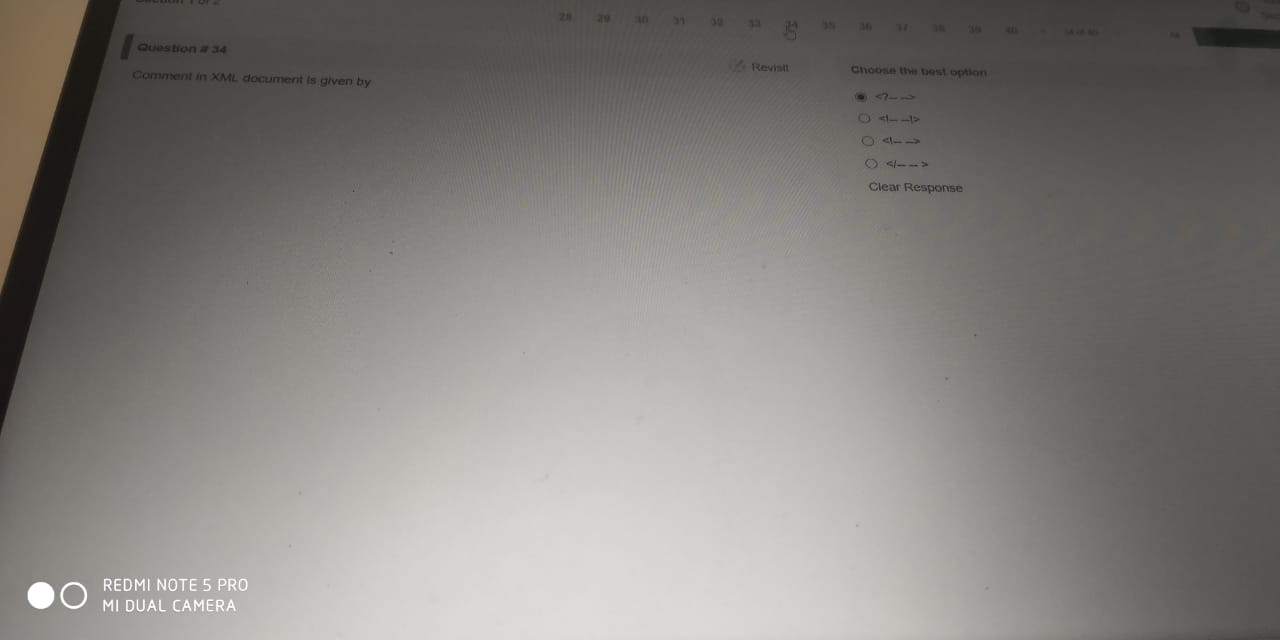 28 29 30 31 32 33 34 35 36 37 38 39 40
Question # 34
Revisit
Comment in XML document is given by
Choose the best option
<?-- -->
<!-- --!>
<!-- -->
</-- -- >
Clear Response
REDMI NOTE 5 PRO
MI DUAL CAMERA